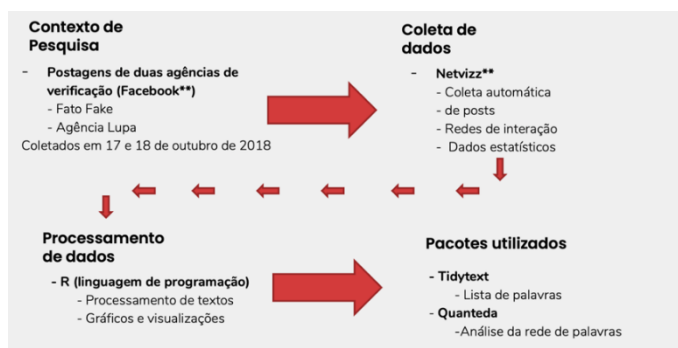 Contexto de
Pesquisa
- Postagens de duas agências de
verificação (Facebook**)
- Fato Fake
- Agência Lupa
Coletados em 17 e 18 de outubro de 2018
Coleta de
dados
- Netvizz**
- Coleta automática
- de posts
- Redes de interação
- Dados estatísticos
Processamento
de dados
- R (linguagem de programação)
- Processamento de textos
- Gráficos e visualizações
Pacotes utilizados
- Tidytext
- Lista de palavras
- Quanteda
-Análise da rede de palavras